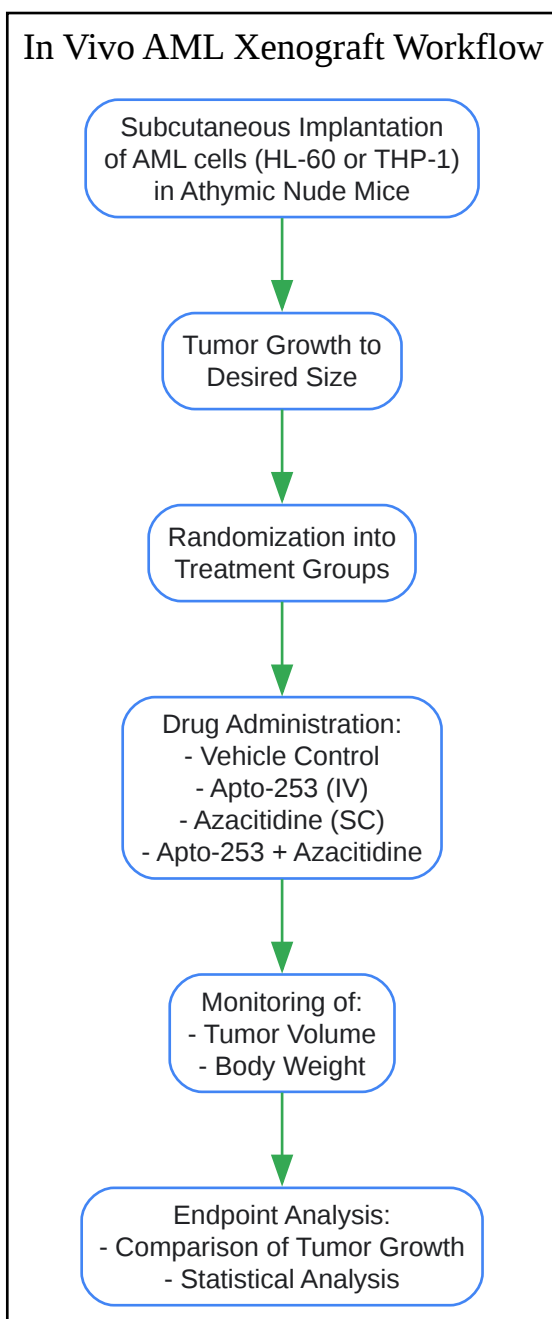 In Vivo AML Xenograft Workflow
Subcutaneous Implantation
of AML cells (HL-60 or THP-1)
in Athymic Nude Mice
Tumor Growth to
Desired Size
Randomization into
Treatment Groups
Drug Administration:
- Vehicle Control
- Apto-253 (IV)
- Azacitidine (SC)
- Apto-253 + Azacitidine
Monitoring of:
- Tumor Volume
- Body Weight
Endpoint Analysis:
- Comparison of Tumor Growth
- Statistical Analysis